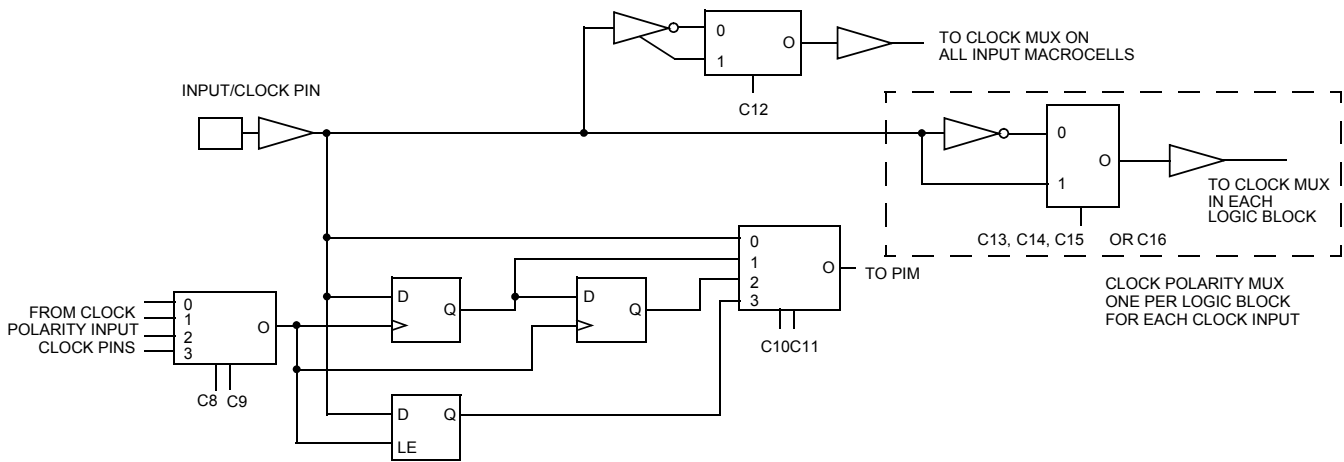 0
O
1
C12
TO CLOCK MUX ON
ALL INPUT MACROCELLS
INPUT/CLOCK PIN
0
O
1
TO CLOCK MUX
IN EACH
LOGIC BLOCK
C13, C14, C15 OR C16
CLOCK POLARITY MUX
ONE PER LOGIC BLOCK
FOR EACH CLOCK INPUT
0
1
2
3
O
TO PIM
C10C11
D
Q
D
Q
FROM CLOCK
POLARITY INPUT
CLOCK PINS
0
1
2
3
O
C8 C9
D
Q
LE